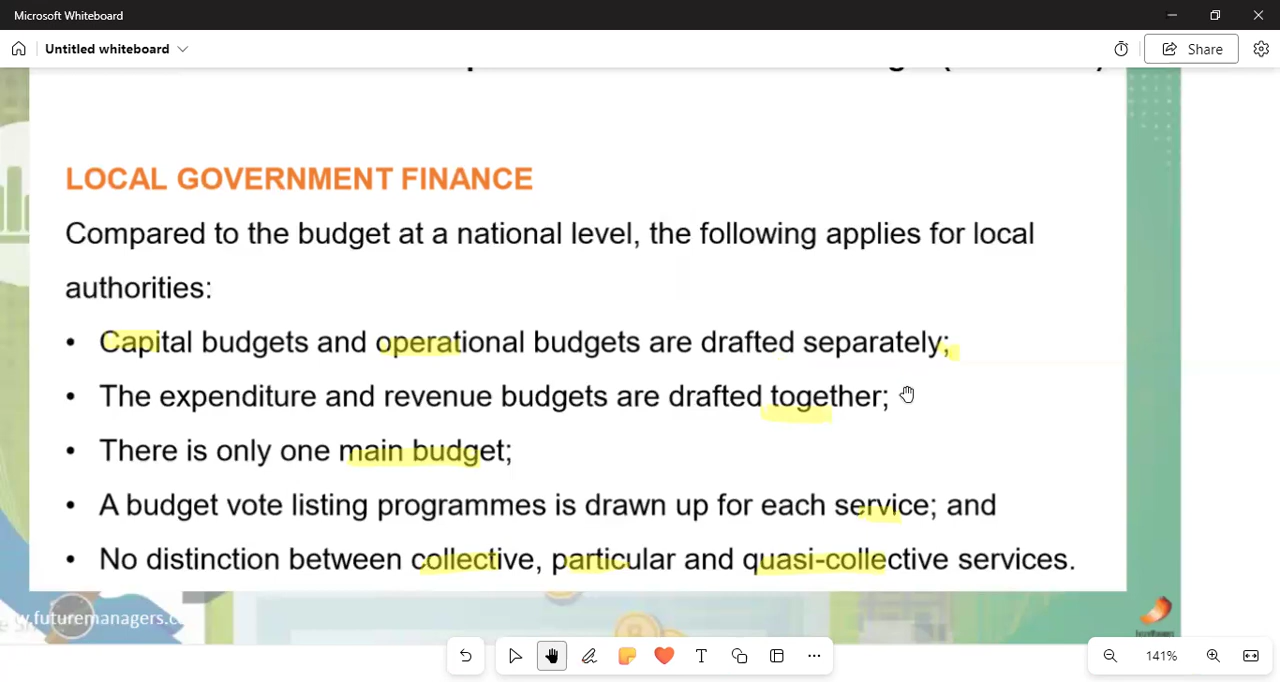 Microsoft Whiteboard
Untitled whiteboard
Share
LOCAL GOVERNMENT FINANCE
Compared to the budget at a national level, the following applies for local
authorities:
• Capital budgets and operational budgets are drafted separately;
• The expenditure and revenue budgets are drafted together;
• There is only one main budget;
• A budget vote listing programmes is drawn up for each service; and
• No distinction between collective, particular and quasi-collective services.
w.futuremanagers.c
141%